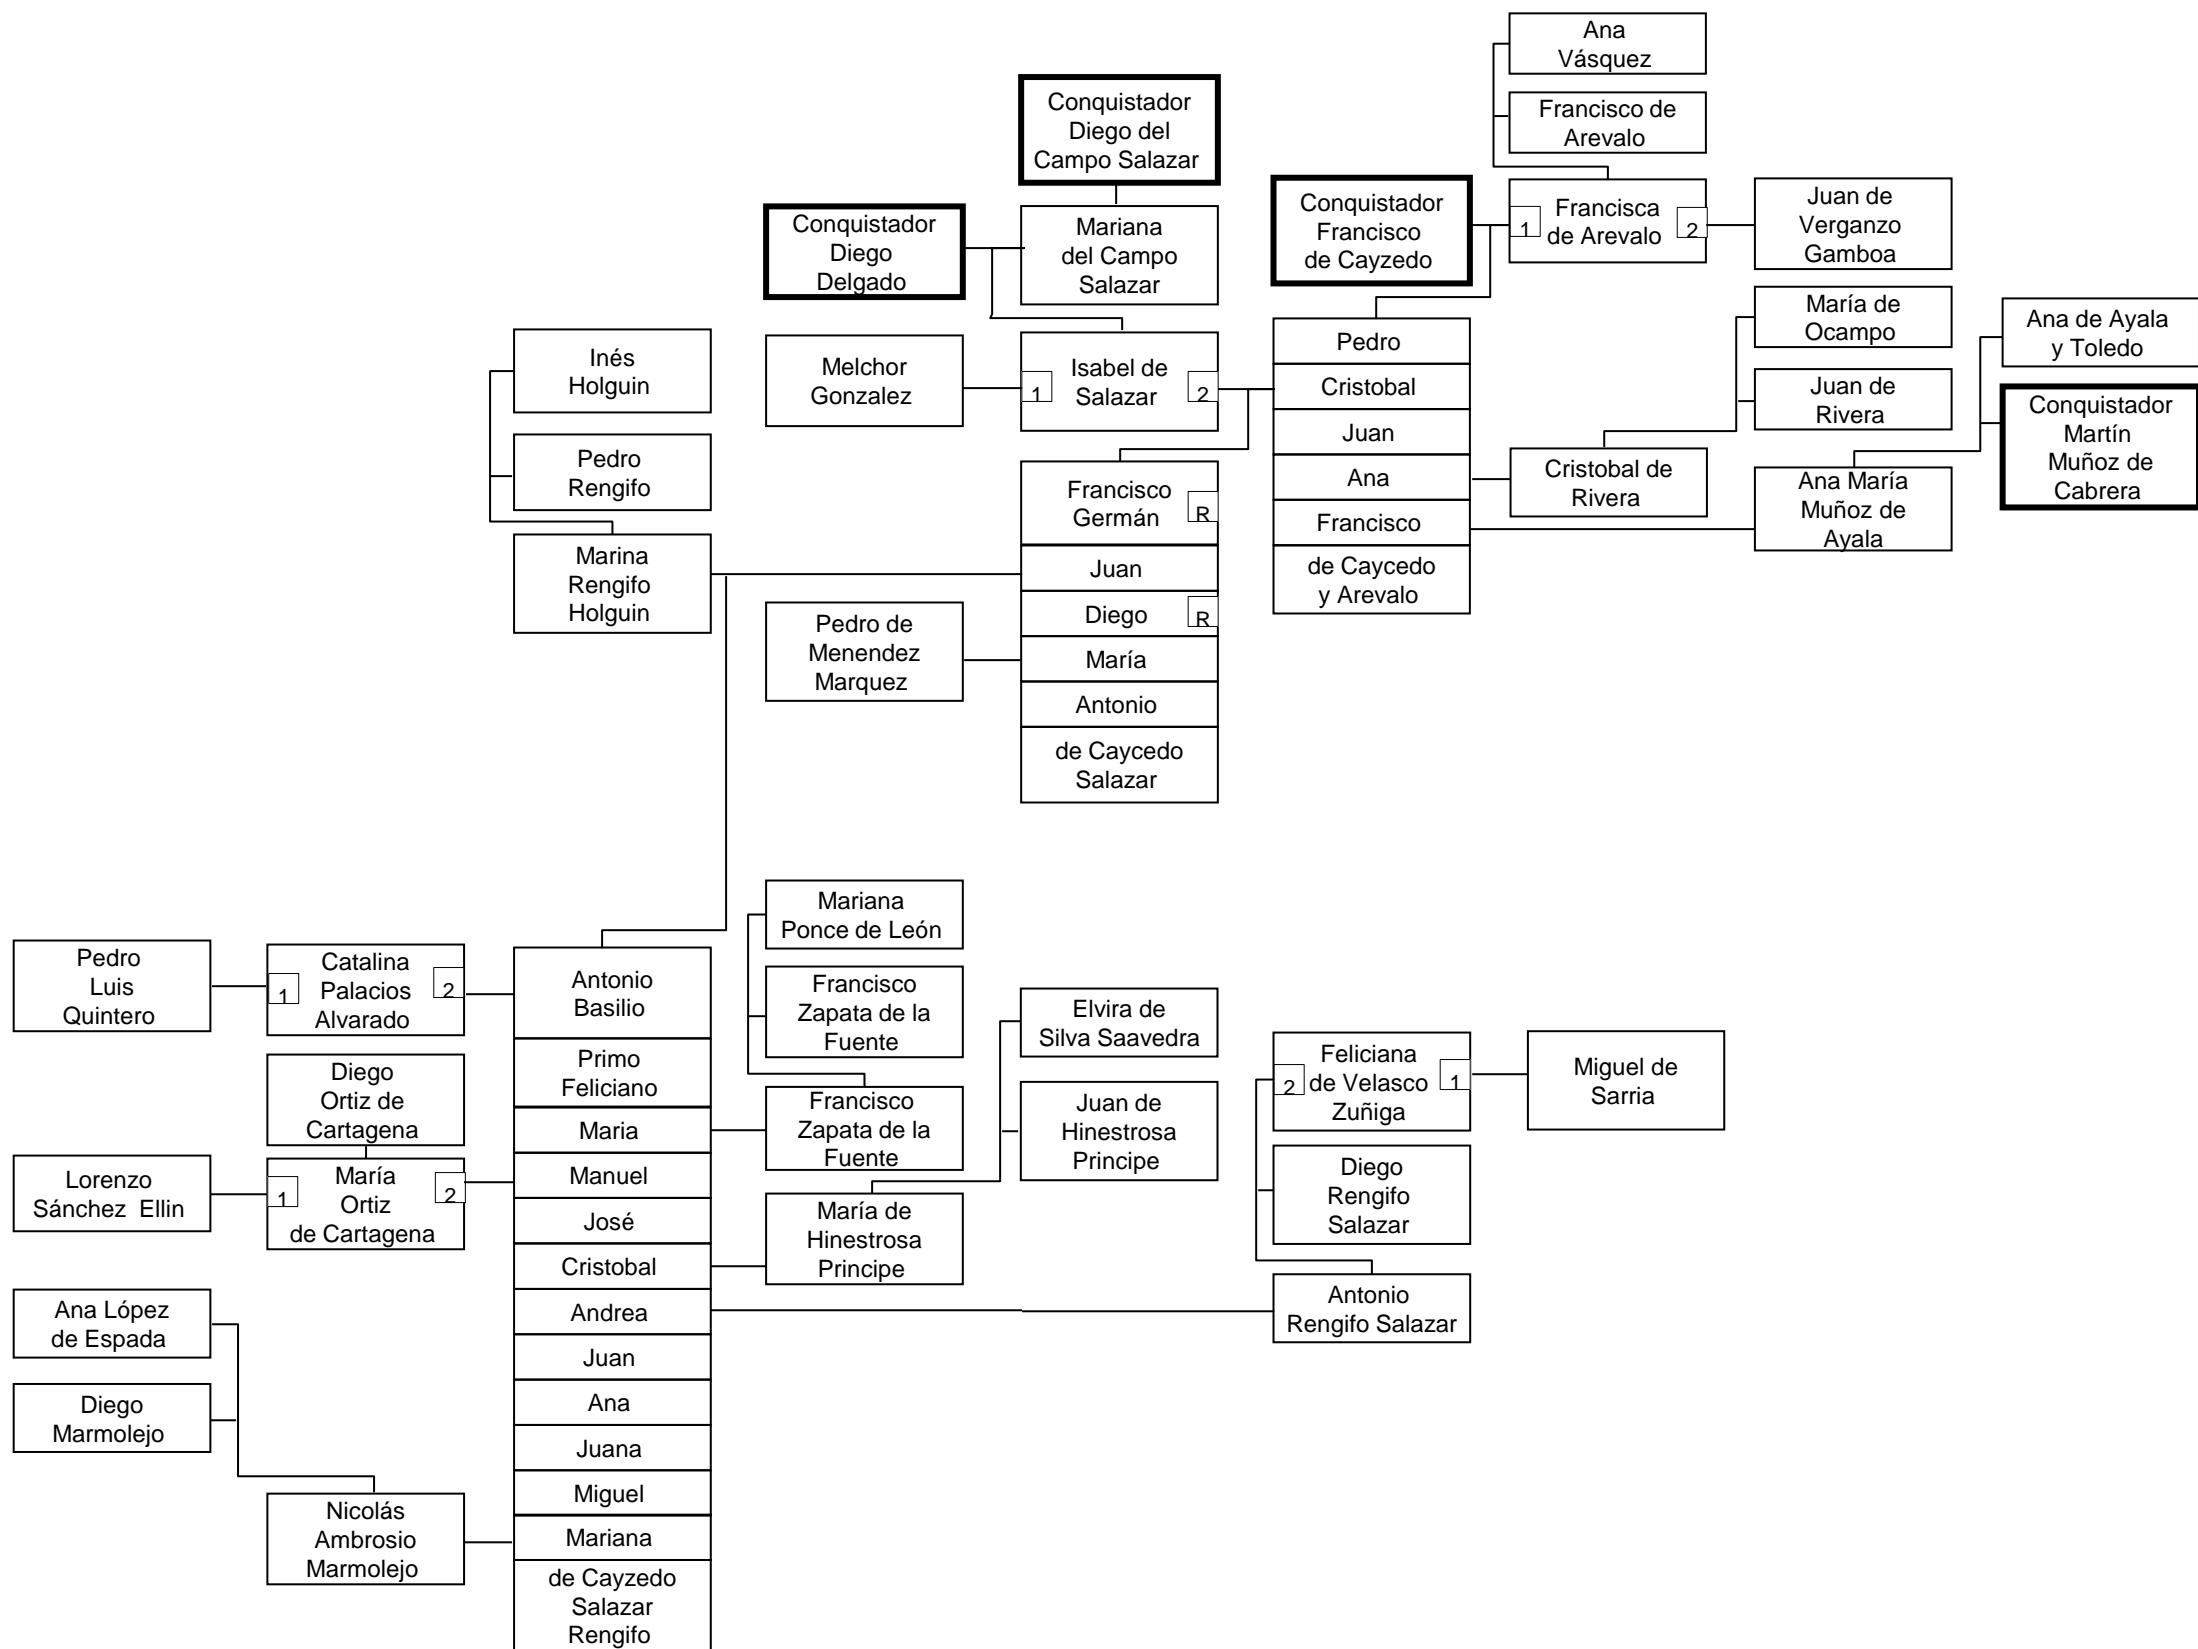 Ana
Vásquez
Francisco de
Arevalo
Conquistador
Diego del
Campo Salazar
Conquistador
Diego
Delgado
Mariana
del Campo
Salazar
Conquistador
Francisco
de Cayzedo
1
Francisca
de Arevalo
2
Juan de
Verganzo
Gamboa
María de
Ocampo
Juan de
Rivera
Ana de Ayala
y Toledo
Conquistador
Martín
Muñoz de
Cabrera
Inés
Holguin
Pedro
Rengifo
Marina
Rengifo
Holguin
Melchor
Gonzalez
1
Isabel de
Salazar
2
Pedro
Cristobal
Juan
Ana
Francisco
de Caycedo
y Arevalo
Cristobal de
Rivera
Ana María
Muñoz de
Ayala
Francisco
Germán
R
Juan
Diego
R
María
Antonio
de Caycedo
Salazar
Pedro de
Menendez
Marquez
Pedro
Luis
Quintero
1
Catalina
Palacios
Alvarado
2
Diego
Ortiz de
Cartagena
Lorenzo
Sánchez  Ellin
1
María
Ortiz
de Cartagena
2
Ana López
de Espada
Diego
Marmolejo
Nicolás
Ambrosio
Marmolejo
Antonio
Basilio
Primo
Feliciano
Maria
Manuel
José
Cristobal
Andrea
Juan
Ana
Juana
Miguel
Mariana
de Cayzedo
Salazar
Rengifo
Mariana
Ponce de León
Francisco
Zapata de la
Fuente
Francisco
Zapata de la
Fuente
María de
Hinestrosa
Principe
Elvira de
Silva Saavedra
Juan de
Hinestrosa
Principe
2
Feliciana
de Velasco
Zuñiga
1
Miguel de
Sarria
Diego
Rengifo
Salazar
Antonio
Rengifo Salazar